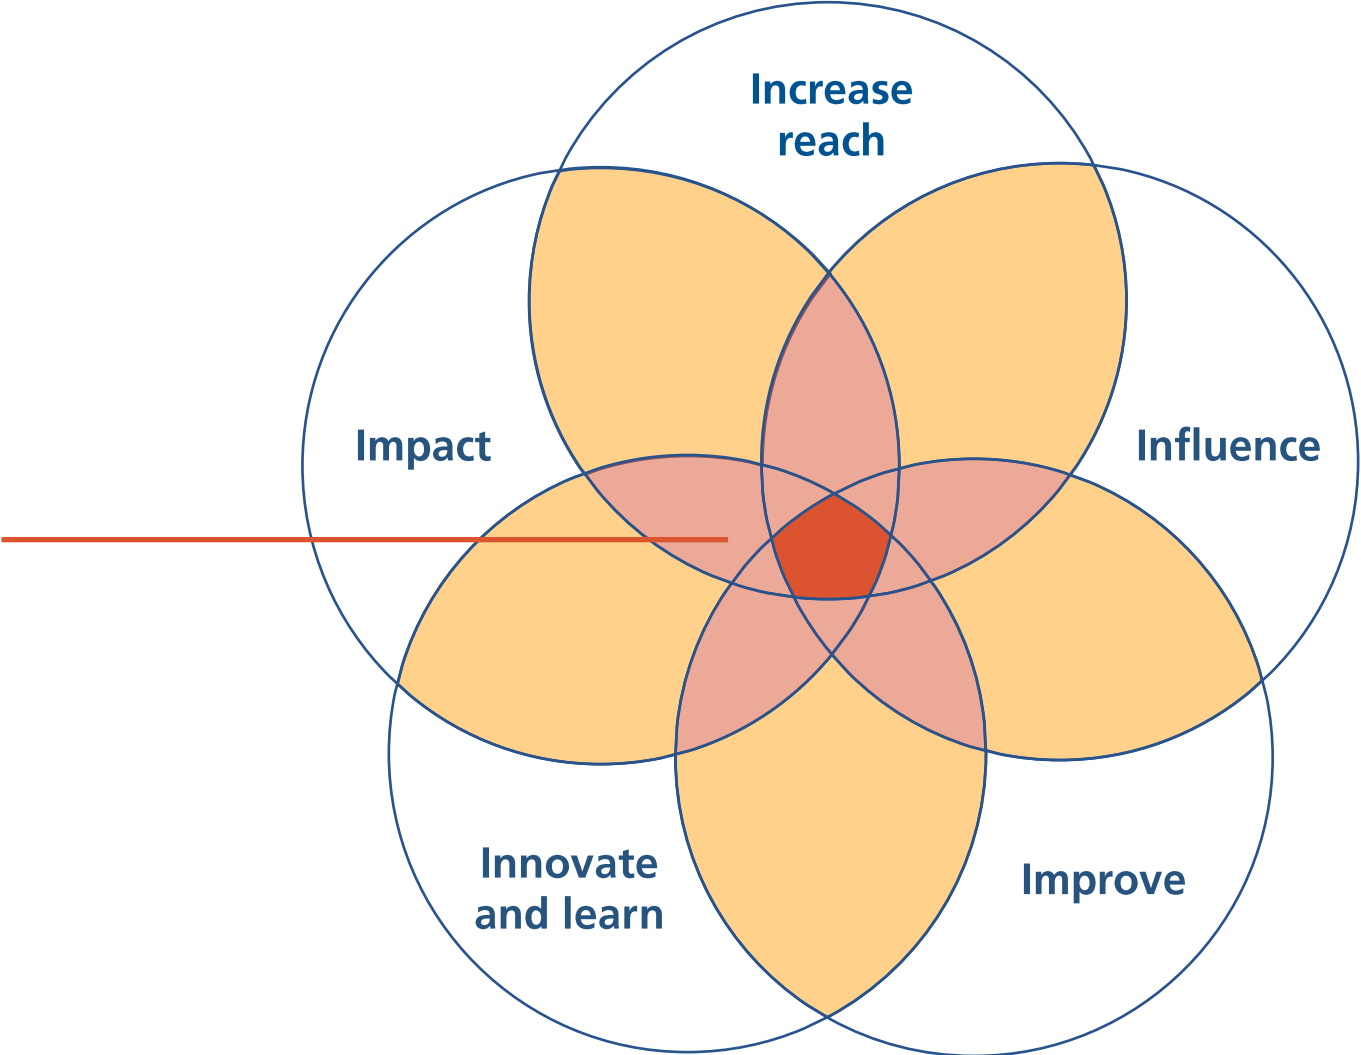 Increase
reach
Impact
Influence
Innovate
and learn
Improve